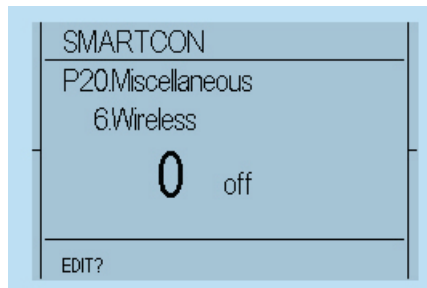 SMARTCON
P20.Miscellaneous
6.Wireless
0 off
EDIT?